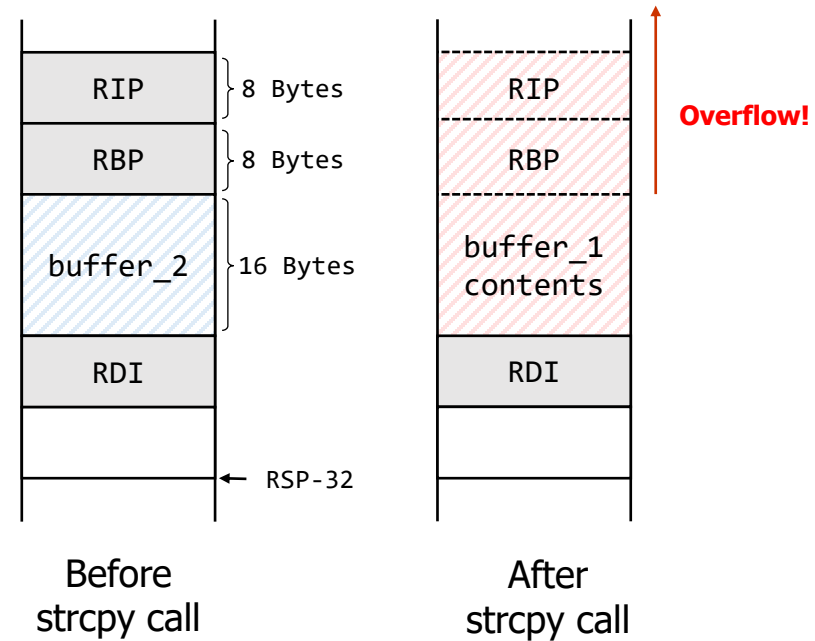 RIP
8 Bytes
RBP
8 Bytes
buffer_2
16 Bytes
RDI
RSP-32
Before
strcpy call
RIP
Overflow!
RBP
buffer_1
contents
RDI
After
strcpy call